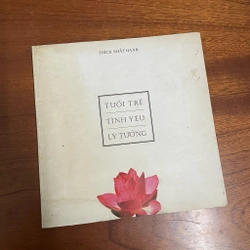 THÍCH NHẤT HẠNH
TUỔI TRẺ
TÌNH YÊU
LÝ TƯỞNG